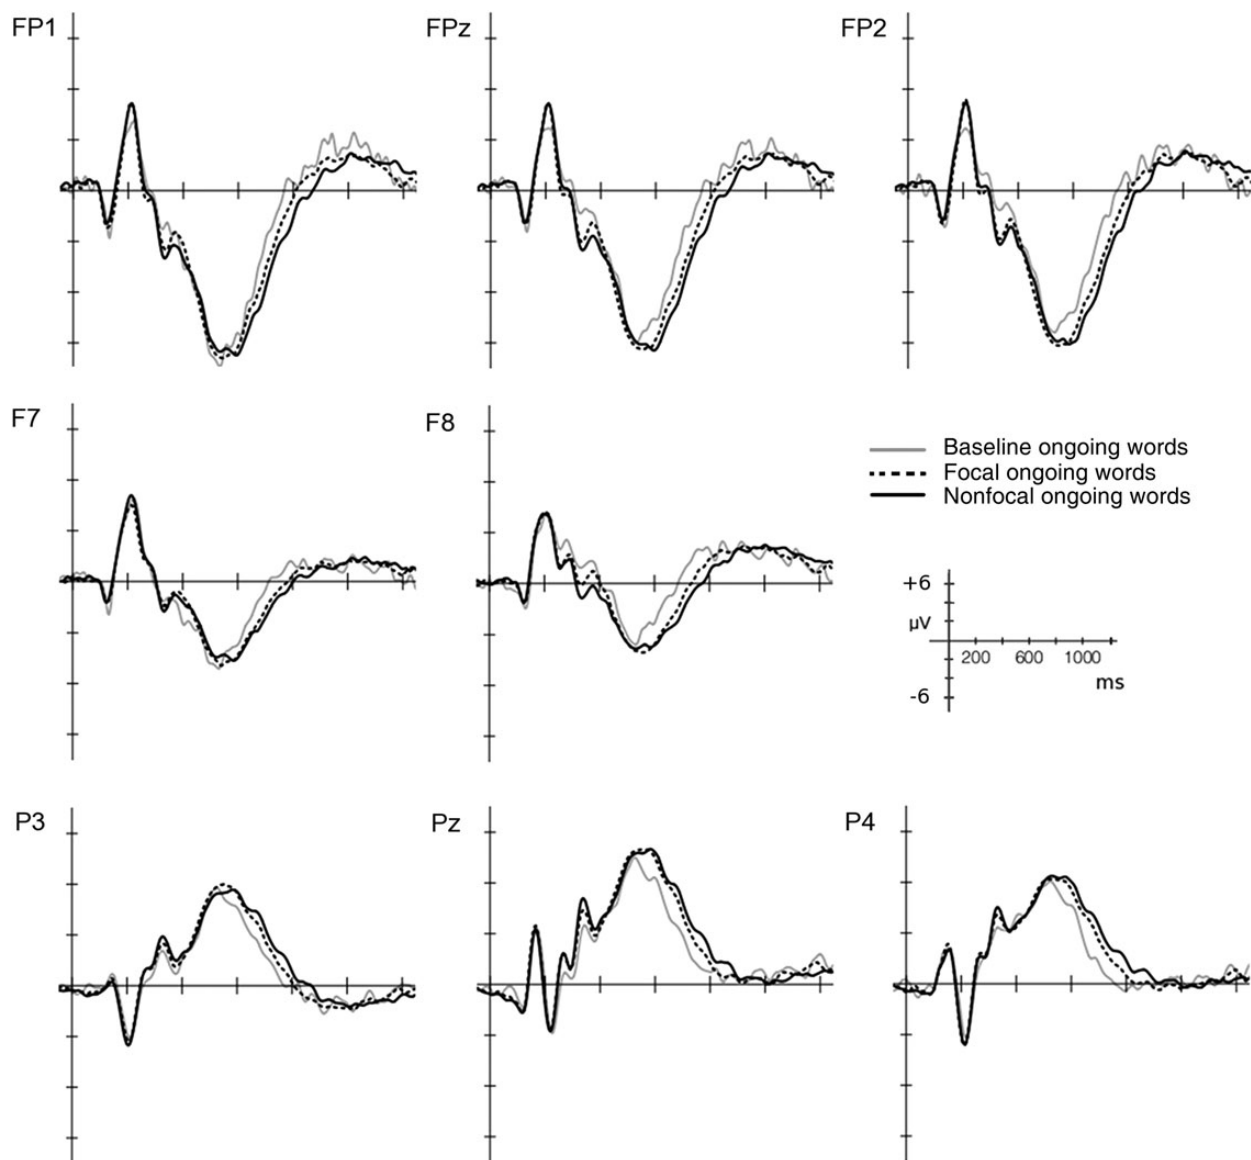 FP1
FPz
FP2
F7
F8
Baseline ongoing words
Focal ongoing words
Nonfocal ongoing words
+6
µV
200 600 1000
-6
ms
P3
Pz
P4